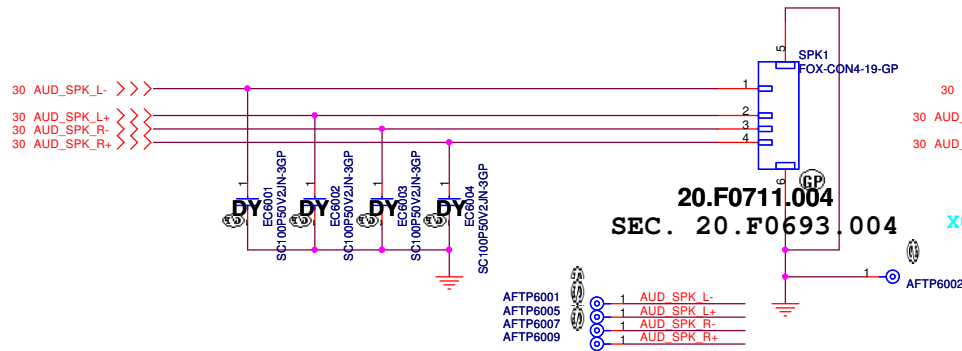 5
SPK1
FOX-CON4-19-GP
30 AUD_SPK_L-
1
30
30 AUD_SPK_L+
2
30 AUD_
30 AUD_SPK_R-
3
30 AUD_SPK_R+
4
30 AUD_
1
1
1
1
DY
DY
DY
DY
EC6001
SC100P50V2JN-3GP
EC6002
SC100P50V2JN-3GP
EC6003
SC100P50V2JN-3GP
EC6004
SC100P50V2JN-3GP
6
GP
20.F0711.004
SEC. 20.F0693.004
1
AFTP6002
AFTP6001 1 AUD_SPK_L-
AFTP6005 1 AUD_SPK_L+
AFTP6007 1 AUD_SPK_R-
AFTP6009 1 AUD_SPK_R+